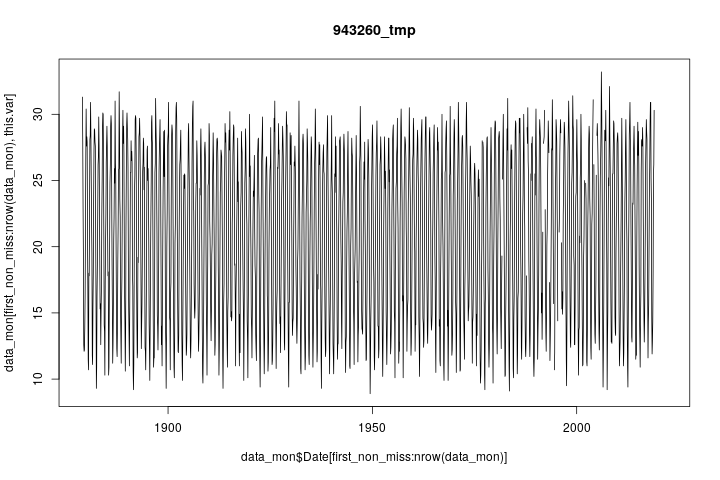 943260_tmp
data_mon[first_non_miss:nrow(data_mon), this.var]
30
25
20
15
10
1900
1950
2000
data_mon$Date[first_non_miss:nrow(data_mon)]